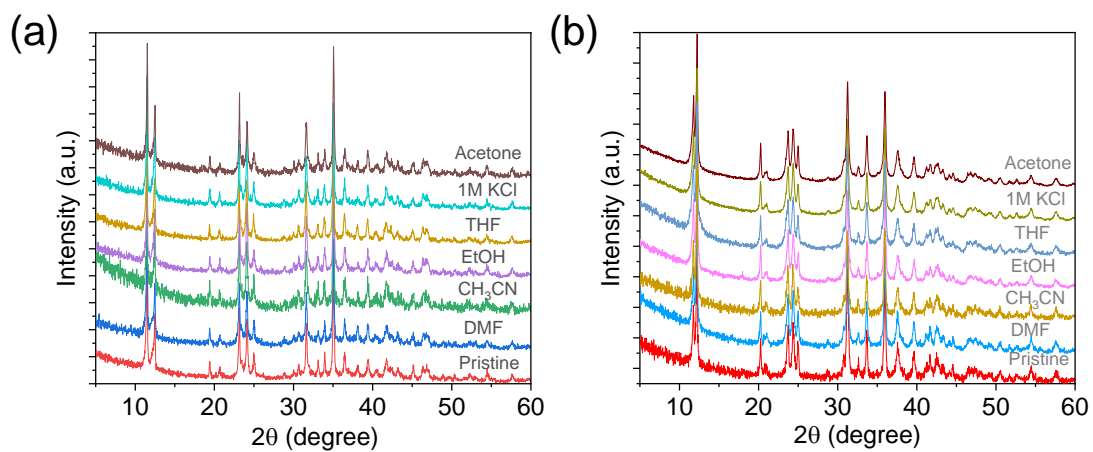 (a)
Intensity (a.u.)
Acetone
1M KCl
THF
EtOH
CH₃CN
DMF
Pristine
10 20 30 40 50 60
2θ (degree)
(b)
Intensity (a.u.)
Acetone
1M KCl
THF
EtOH
CH₃CN
DMF
Pristine
10 20 30 40 50 60
2θ (degree)